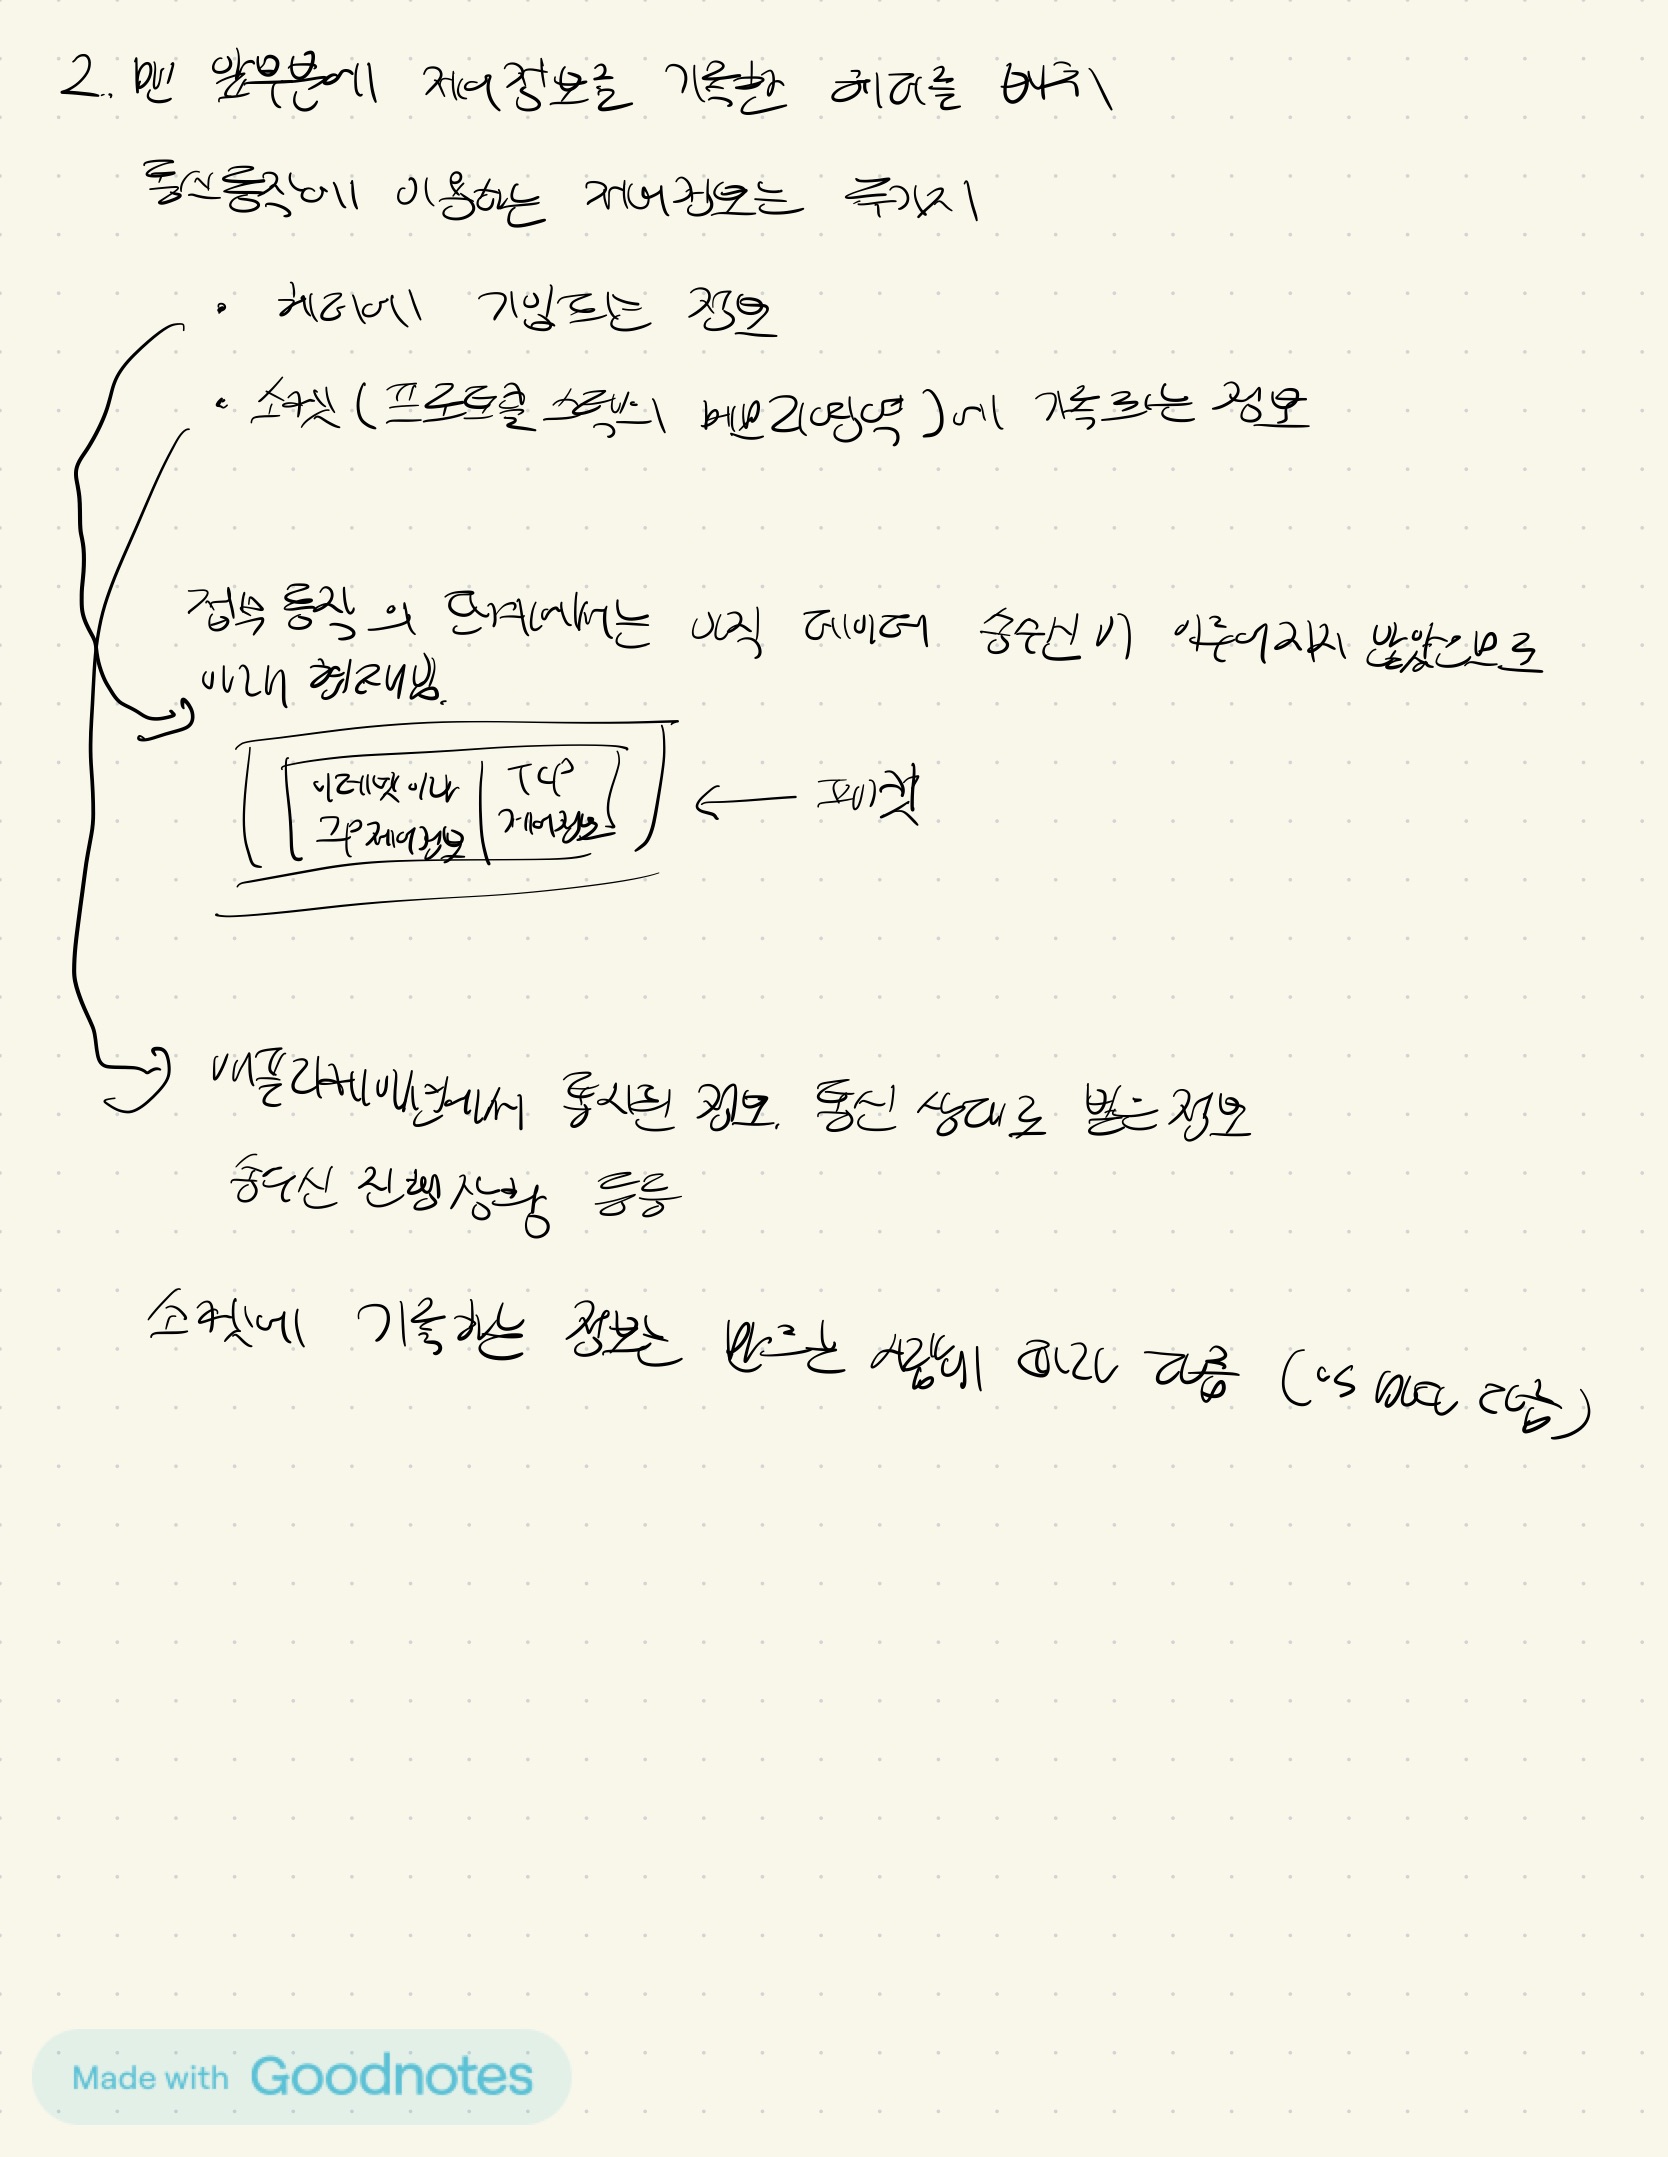 2. 맨 앞부분에 제어정보를 기록한 헤더를 배치
통신동작에 이용하는 제어정보는 두가지
• 헤더에 기입되는 정보
• 소켓(프로토콜 스택의 메모리영역)에 기록하는 정보
접속 동작의 단계에서는 아직 데이터 송수신이 이루어지지 않았으므로
아래
이더넷이나
IP 제어정보
TCP
제어정보
← 패킷
애플리케이션에서 통지된 정보. 통신 상대로 받은 정보
송수신 진행상황 등등
소켓에 기록하는 정보는 만드는 사람에 따라 다름 (os 마다 다름)
Made with Goodnotes